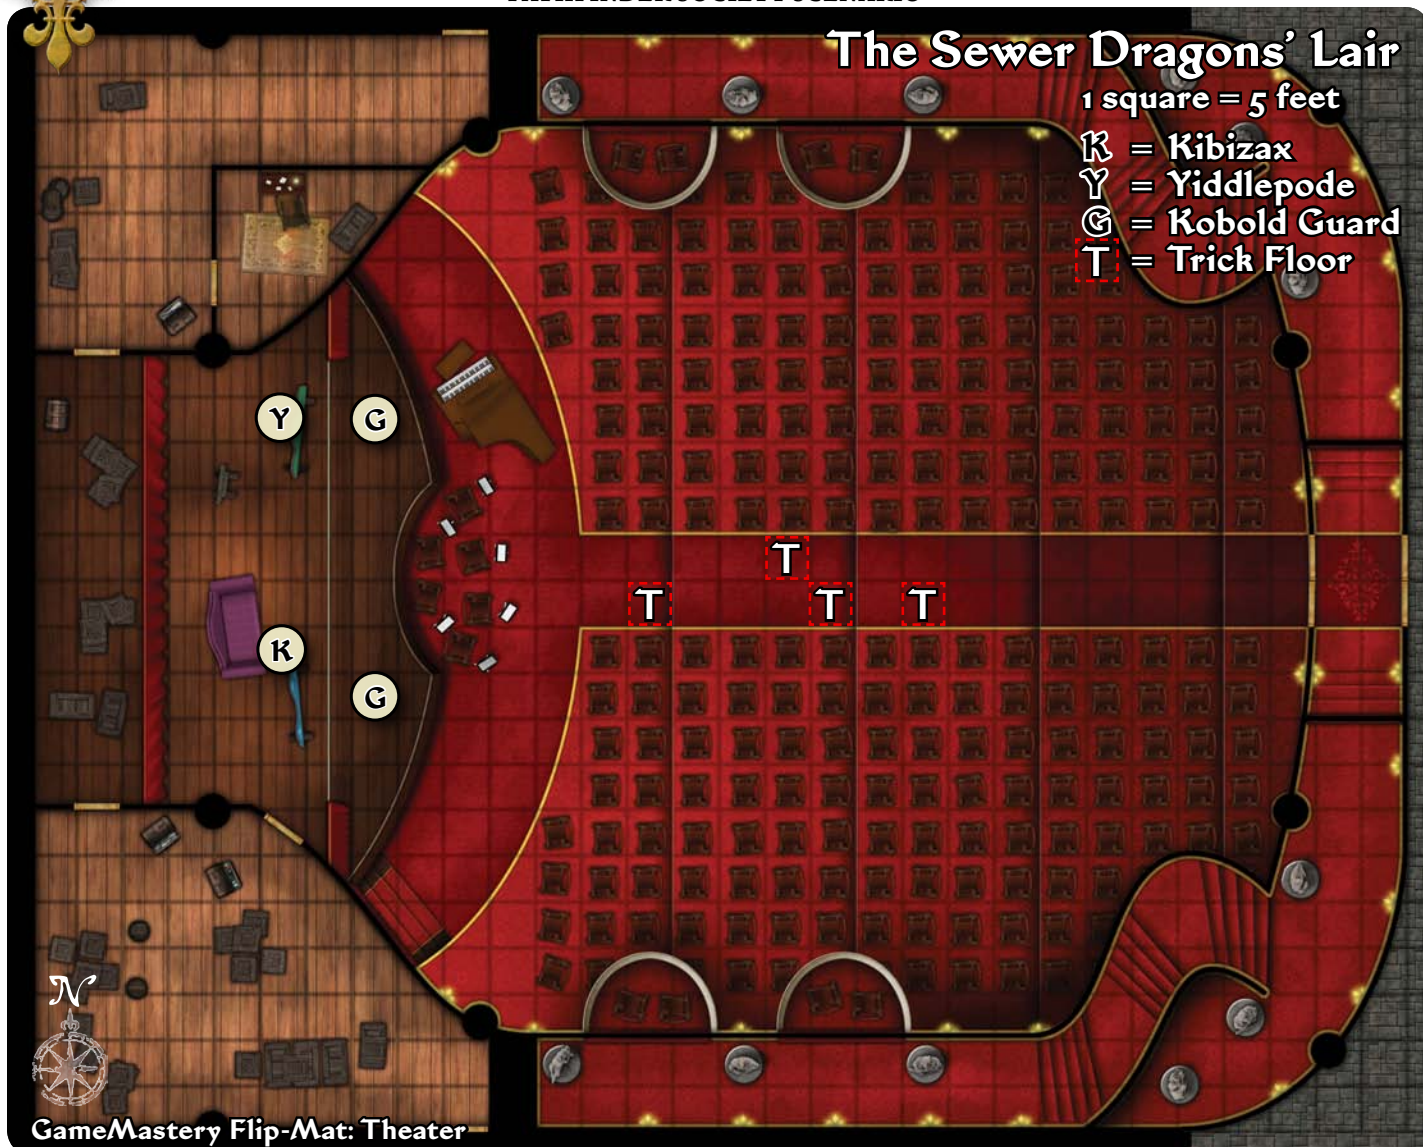 The Sewer Dragons' Lair
1 square = 5 feet
K = Kibizax
Y = Yiddlepode
G = Kobold Guard
T = Trick Floor
Y
G
T
T
T
T
K
G
N
GameMastery Flip-Mat: Theater